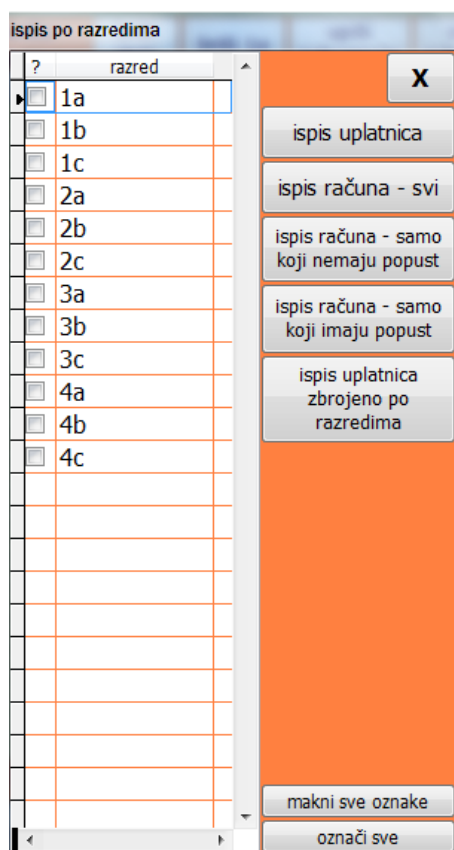 ispis po razredima
? razred
1a
1b
1c
2a
2b
2c
3a
3b
3c
4a
4b
4c
X
ispis uplatnica
ispis računa - svi
ispis računa - samo
koji nemaju popust
ispis računa - samo
koji imaju popust
ispis uplatnica
zbrojeno po
razredima
makni sve oznake
označi sve